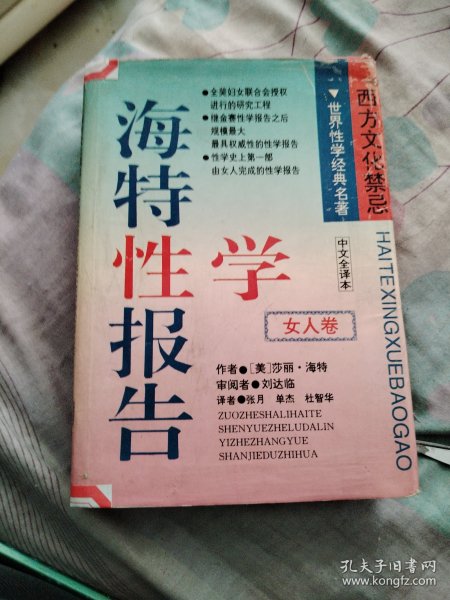 ●全美妇女联合会授权
进行的研究工程
●继金赛性学报告之后
规模最大
最具权威性的性学报告
●性学史上第一部
由女人完成的性学报告
西方文化禁忌
▼世界性学经典名著
海特性学报告
中文全译本
女人卷
HAITEXINGXUEBAOGAO
作者●[美]莎丽·海特
审阅者●刘达临
译者●张月 单杰 杜智华
ZUOZHESHALIHAITE
SHENYUEZHELUDALIN
YIZHEZHANGYUE
SHANJIEDUZHIHUA
孔夫子旧书网
www.kongfz.com